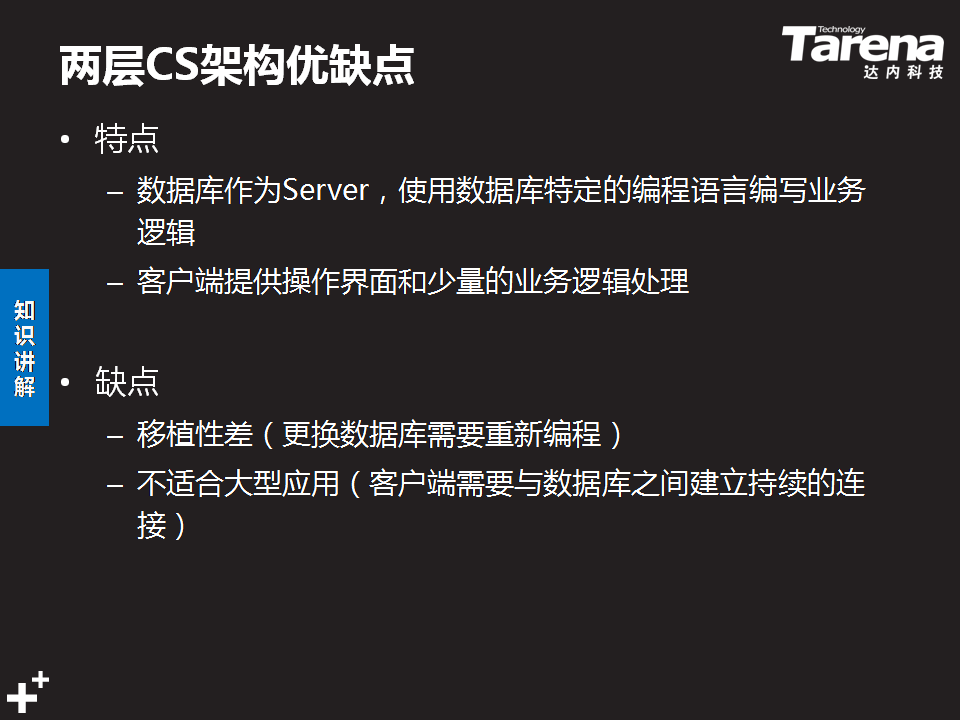 两层CS架构优缺点
Technology
Tarena
达内科技
• 特点
– 数据库作为Server，使用数据库特定的编程语言编写业务
逻辑
– 客户端提供操作界面和少量的业务逻辑处理
知识讲解
• 缺点
– 移植性差（更换数据库需要重新编程）
– 不适合大型应用（客户端需要与数据库之间建立持续的连
接）